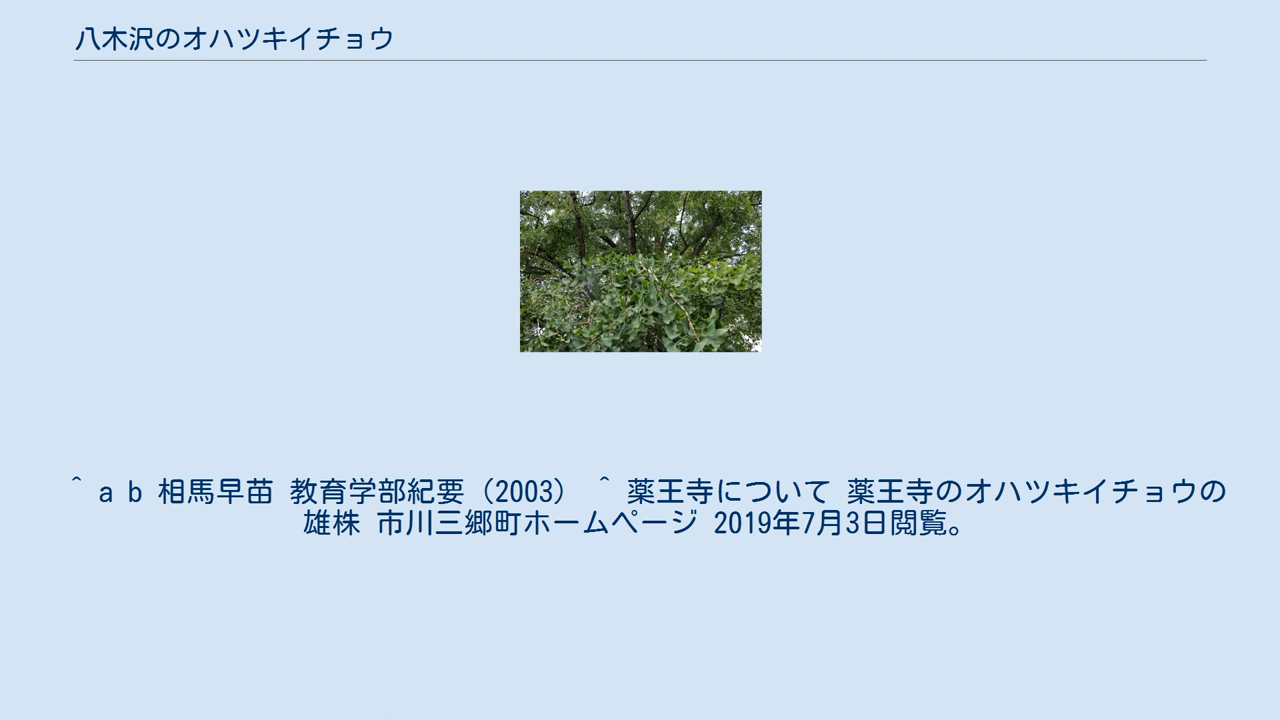 八木沢のオハツキイチョウ
^ a b 相馬早苗 教育学部紀要（2003） ^ 薬王寺について 薬王寺のオハツキイチョウの
雄株 市川三郷町ホームページ 2019年7月3日閲覧。